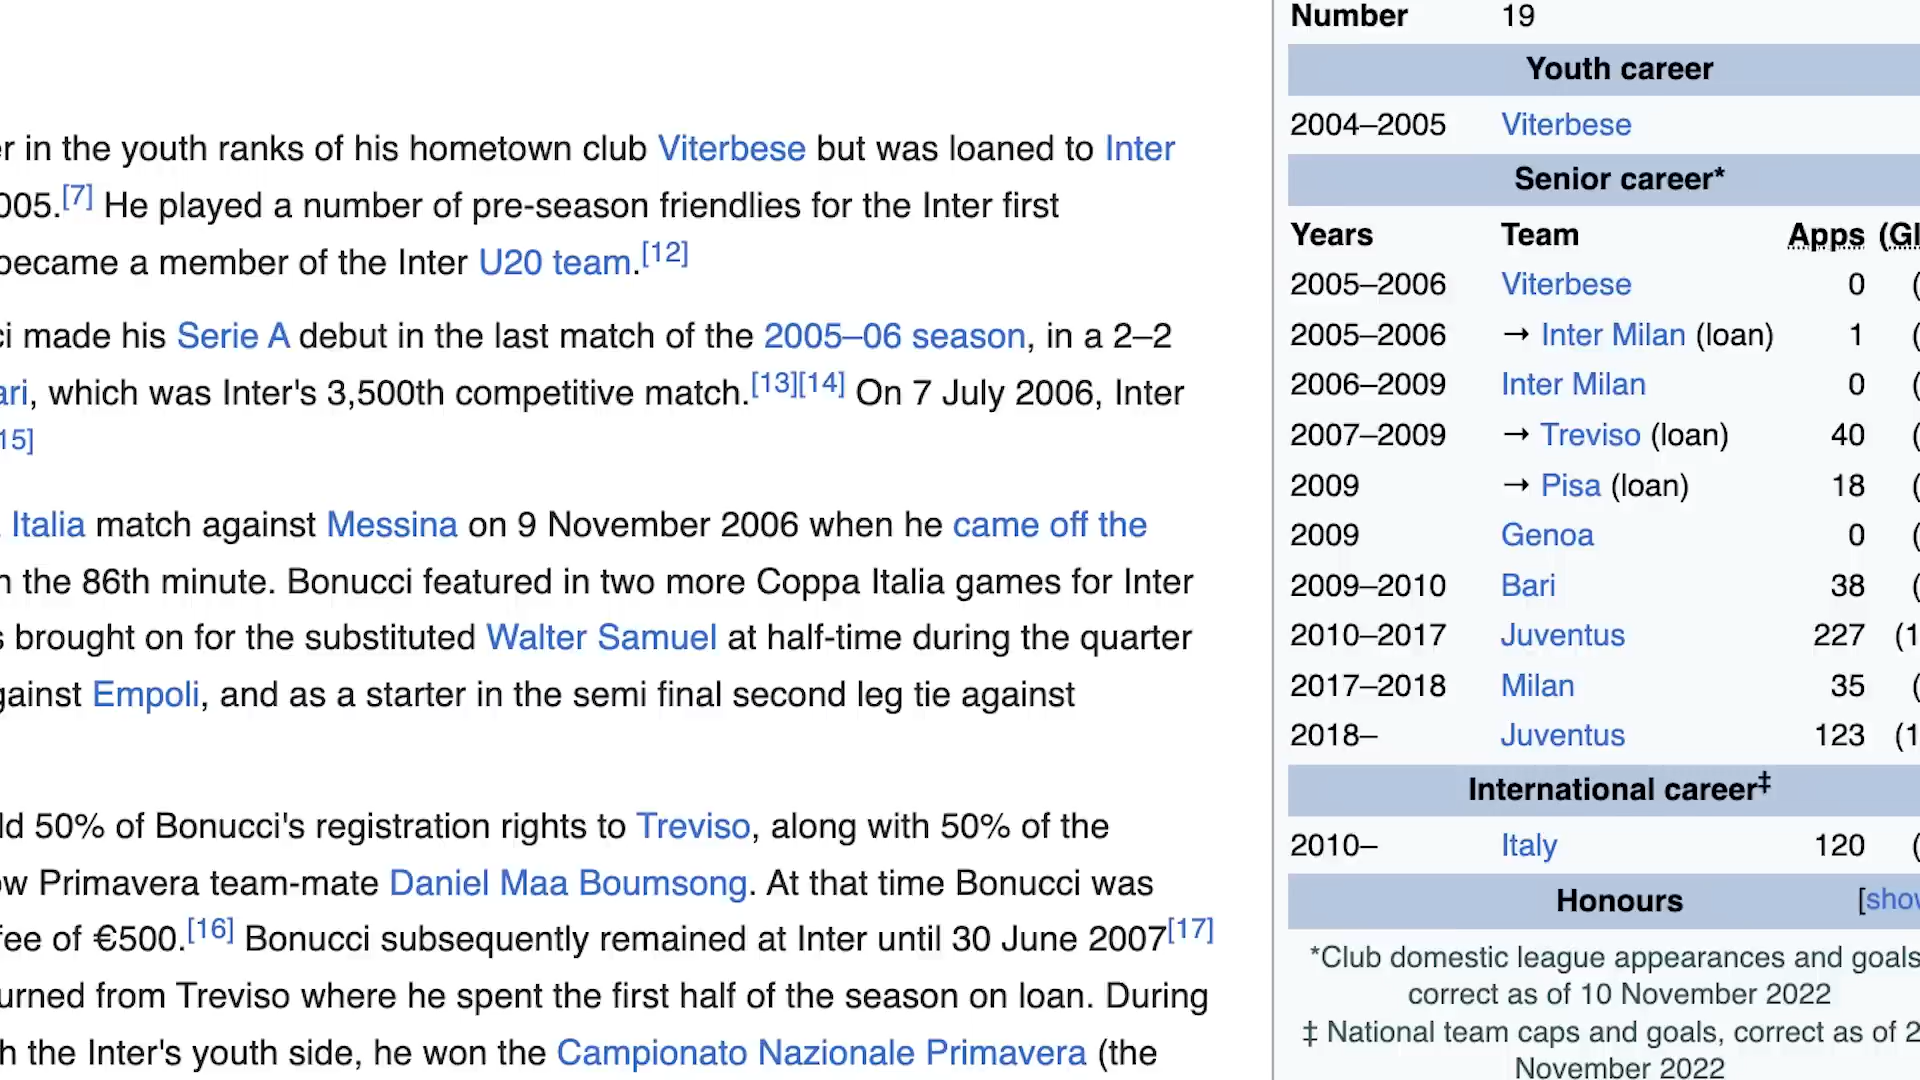 er in the youth ranks of his hometown club Viterbese but was loaned to Inter
005.[7] He played a number of pre-season friendlies for the Inter first
became a member of the Inter U20 team.[12]
ci made his Serie A debut in the last match of the 2005–06 season, in a 2–2
ari, which was Inter's 3,500th competitive match.[13][14] On 7 July 2006, Inter
15]
Italia match against Messina on 9 November 2006 when he came off the
n the 86th minute. Bonucci featured in two more Coppa Italia games for Inter
s brought on for the substituted Walter Samuel at half-time during the quarter
gainst Empoli, and as a starter in the semi final second leg tie against
ld 50% of Bonucci's registration rights to Treviso, along with 50% of the
ow Primavera team-mate Daniel Maa Boumsong. At that time Bonucci was
fee of €500.[16] Bonucci subsequently remained at Inter until 30 June 2007[17]
urned from Treviso where he spent the first half of the season on loan. During
h the Inter's youth side, he won the Campionato Nazionale Primavera (the
Number 19
Youth career
2004–2005 Viterbese
Senior career*
Years Team Apps (Gl
2005–2006 Viterbese 0 (
2005–2006 → Inter Milan (loan) 1 (
2006–2009 Inter Milan 0 (
2007–2009 → Treviso (loan) 40 (
2009 → Pisa (loan) 18 (
2009 Genoa 0 (
2009–2010 Bari 38 (
2010–2017 Juventus 227 (1
2017–2018 Milan 35 (
2018– Juventus 123 (1
International career‡
2010– Italy 120 (
Honours [show
*Club domestic league appearances and goals
correct as of 10 November 2022
‡ National team caps and goals, correct as of 2
November 2022